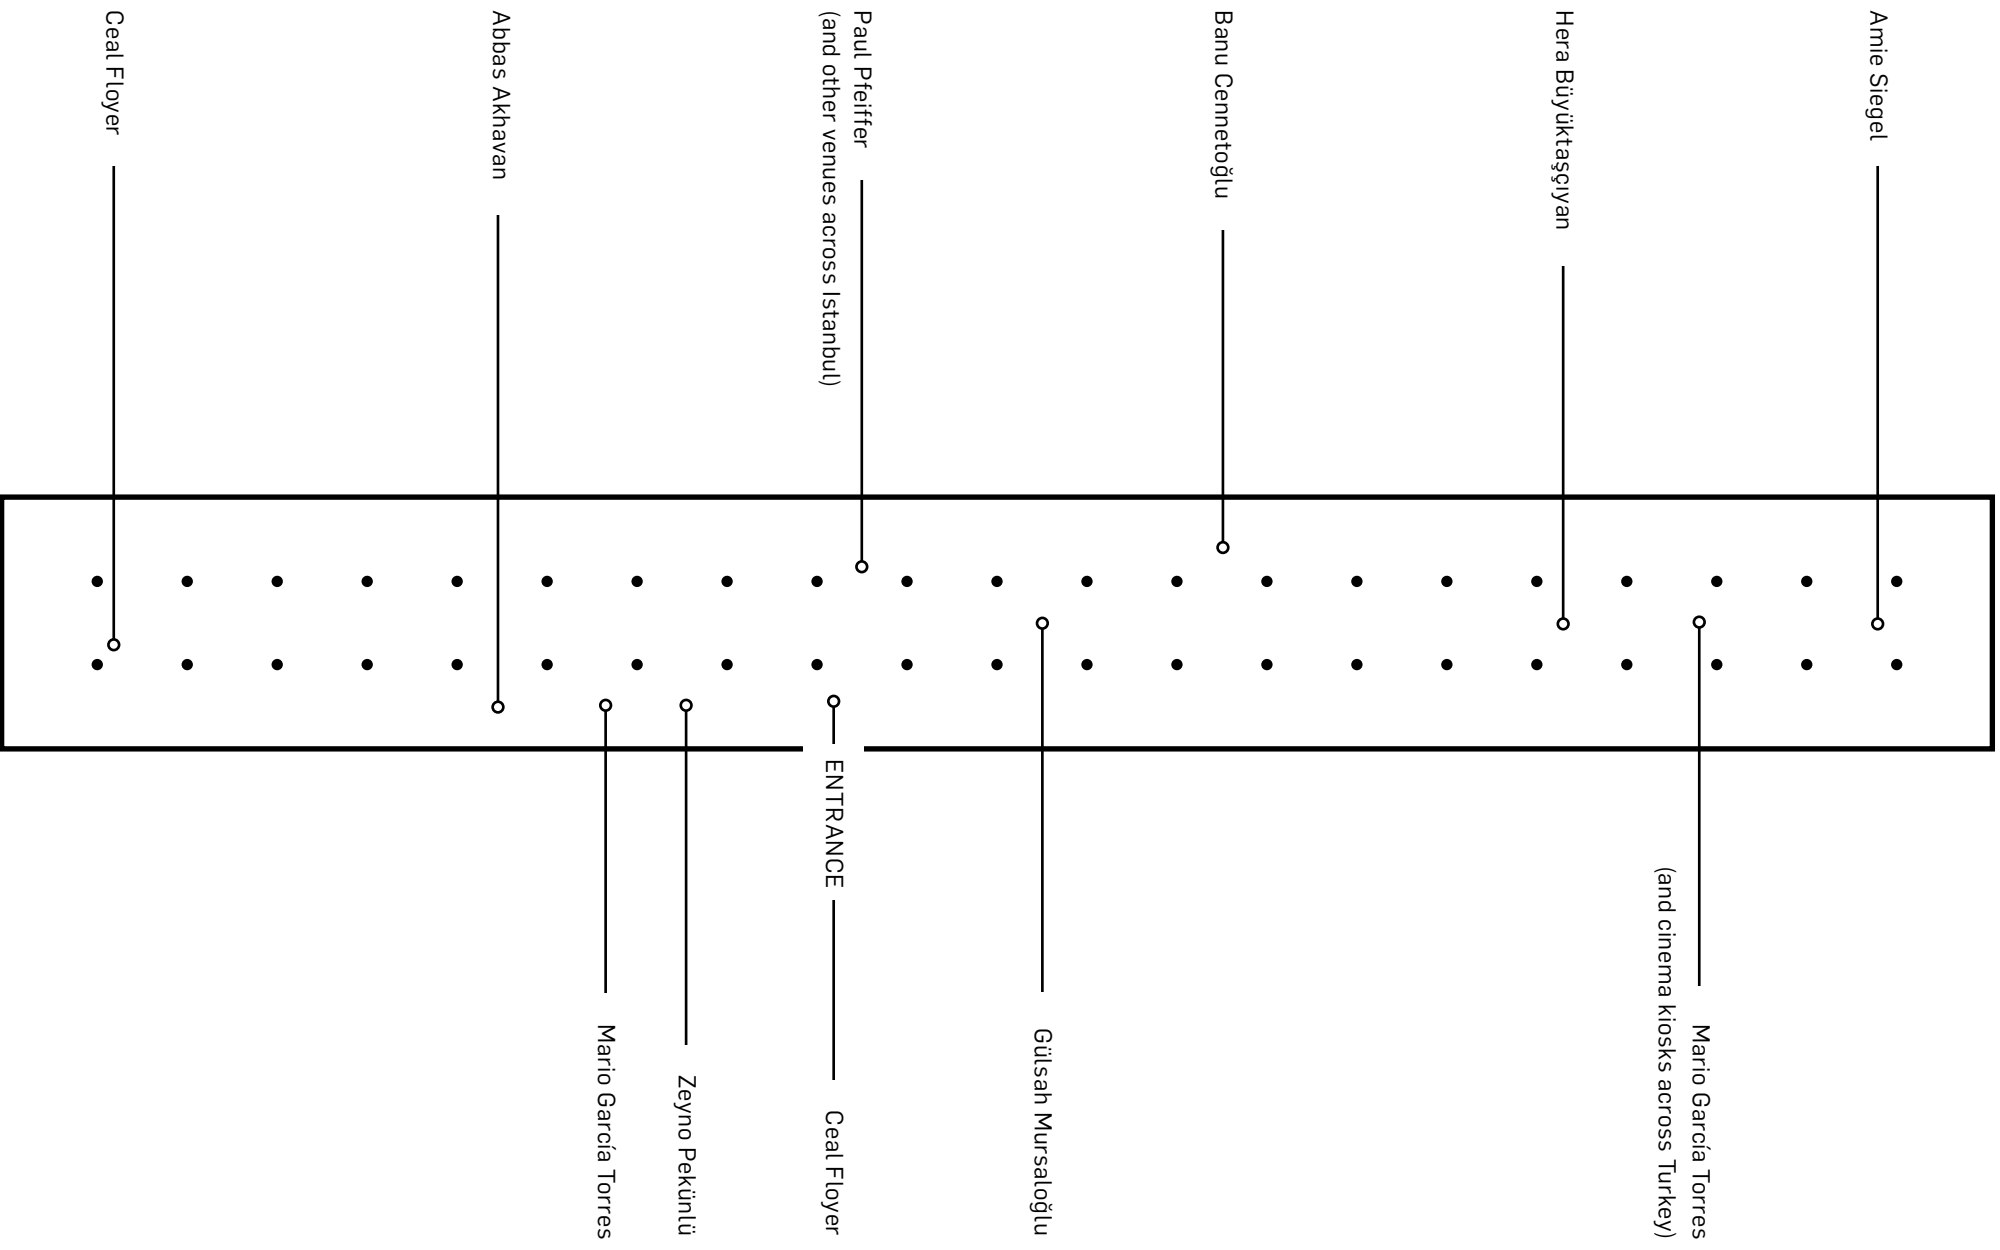 Ceal Floyer
Abbas Akhavan
Paul Pfeiffer
(and other venues across Istanbul)
Banu Cennetoğlu
Hera Büyüktaşçıyan
Amie Siegel
Mario García Torres
Zeyno Pekünlü
ENTRANCE
Ceal Floyer
Gülsah Mursaloğlu
Mario García Torres
(and cinema kiosks across Turkey)